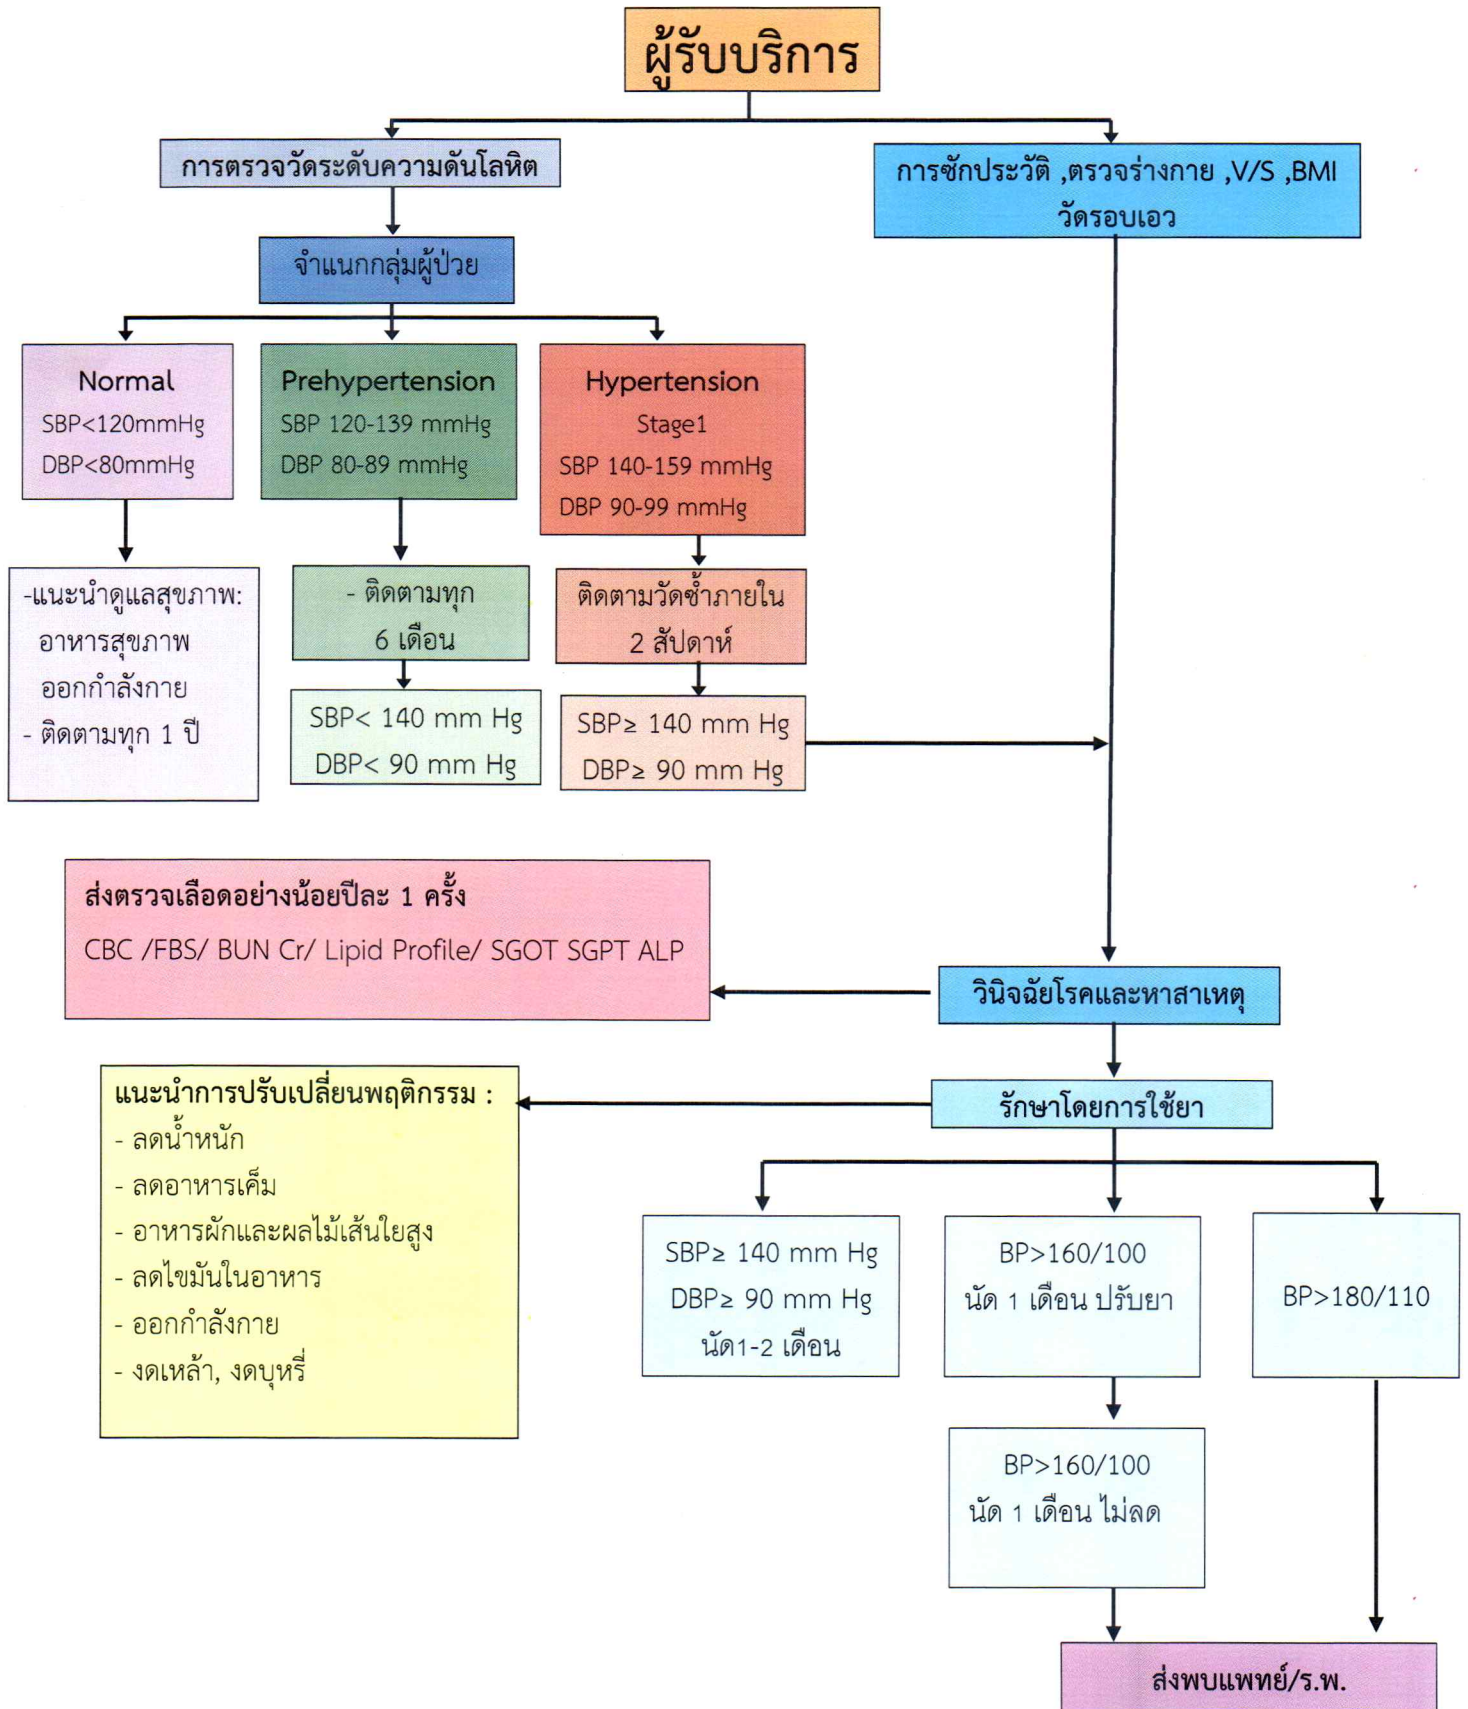 ผู้รับบริการ
การตรวจวัดระดับความดันโลหิต
การซักประวัติ ,ตรวจร่างกาย ,V/S ,BMI
วัดรอบเอว
จำแนกกลุ่มผู้ป่วย
Normal
SBP<120mmHg
DBP<80mmHg
Prehypertension
SBP 120-139 mmHg
DBP 80-89 mmHg
Hypertension
Stage1
SBP 140-159 mmHg
DBP 90-99 mmHg
-แนะนำดูแลสุขภาพ:
อาหารสุขภาพ
ออกกำลังกาย
- ติดตามทุก 1 ปี
- ติดตามทุก
6 เดือน
SBP< 140 mm Hg
DBP< 90 mm Hg
ติดตามวัดซ้ำภายใน
2 สัปดาห์
SBP≥ 140 mm Hg
DBP≥ 90 mm Hg
ส่งตรวจเลือดอย่างน้อยปีละ 1 ครั้ง
CBC /FBS/ BUN Cr/ Lipid Profile/ SGOT SGPT ALP
วินิจฉัยโรคและหาสาเหตุ
แนะนำการปรับเปลี่ยนพฤติกรรม :
- ลดน้ำหนัก
- ลดอาหารเค็ม
- อาหารผักและผลไม้เส้นใยสูง
- ลดไขมันในอาหาร
- ออกกำลังกาย
- งดเหล้า, งดบุหรี่
รักษาโดยการใช้ยา
SBP≥ 140 mm Hg
DBP≥ 90 mm Hg
นัด1-2 เดือน
BP>160/100
นัด 1 เดือน ปรับยา
BP>180/110
BP>160/100
นัด 1 เดือน ไม่ลด
ส่งพบแพทย์/ร.พ.